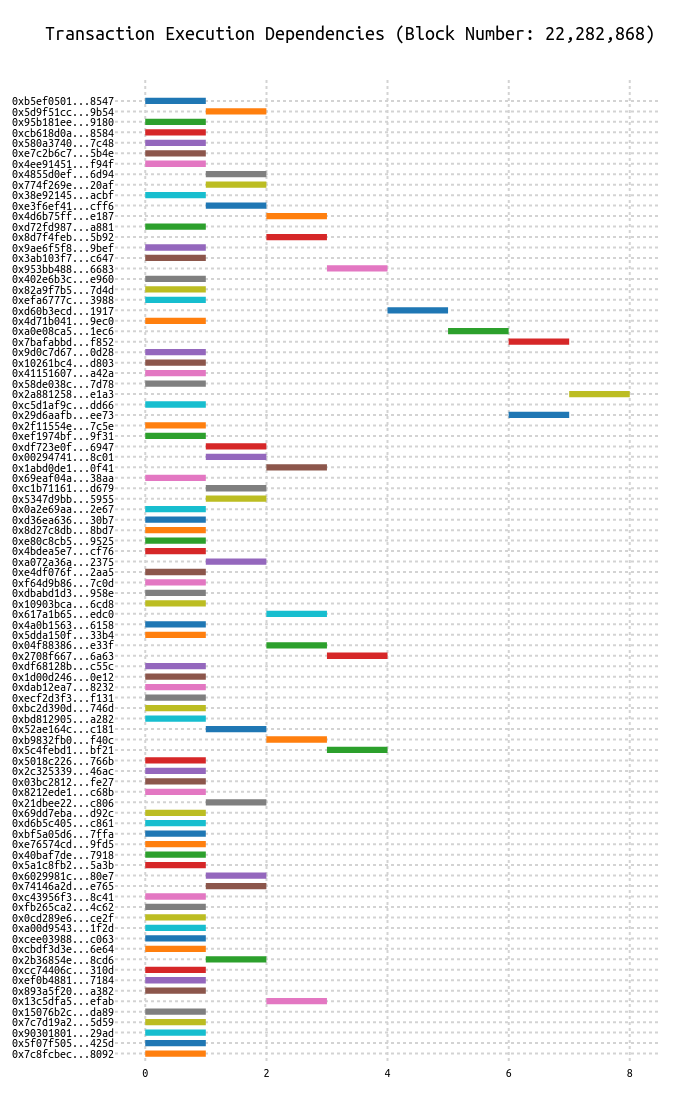 Transaction Execution Dependencies (Block Number: 22,282,868)
0xb5ef0501...8547
0x5d9f51cc...9b54
0x95b181ee...9180
0xcb618d0a...8584
0x580a3740...7c48
0xe7c2b6c7...5b4e
0x4ee91451...f94f
0x4855d0ef...6d94
0x774f269e...20af
0x38e92145...acbf
0xe3f6ef41...cff6
0x4d6b75ff...e187
0xd72fd987...a881
0x8d7f4feb...5b92
0x9ae6f5f8...9bef
0x3ab103f7...c647
0x953bb488...6683
0x402e6b3c...e960
0x82a9f7b5...7d4d
0xefa6777c...3988
0xd60b3ecd...1917
0x4d71b041...9ec0
0xa0e08ca5...1ec6
0x7bafabbd...f852
0x9d0c7d67...0d28
0x10261bc4...d803
0x41151607...a42a
0x58de038c...7d78
0x2a881258...e1a3
0xc5d1af9c...dd66
0x29d6aafb...ee73
0x2f11554e...7c5e
0xef1974bf...9f31
0xdf723e0f...6947
0x00294741...8c01
0x1abd0de1...0f41
0x69eaf04a...38aa
0xc1b71161...d679
0x5347d9bb...5955
0x0a2e69aa...2e67
0xd36ea636...30b7
0x8d27c8db...8bd7
0xe80c8cb5...9525
0x4bdea5e7...cf76
0xa072a36a...2375
0xe4df076f...2aa5
0xf64d9b86...7c0d
0xdbabd1d3...958e
0x10903bca...6cd8
0x617a1b65...edc0
0x4a0b1563...6158
0x5dda150f...33b4
0x04f88386...e33f
0x2708f667...6a63
0xdf68128b...c55c
0x1d00d246...0e12
0xdab12ea7...8232
0xecf2d3f3...f131
0xbc2d390d...746d
0xbd812905...a282
0x52ae164c...c181
0xb9832fb0...f40c
0x5c4febd1...bf21
0x5018c226...766b
0x2c325339...46ac
0x03bc2812...fe27
0x8212ede1...c68b
0x21dbee22...c806
0x69dd7eba...d92c
0xd6b5c405...c861
0xbf5a05d6...7ffa
0xe76574cd...9fd5
0x40baf7de...7918
0x5a1c8fb2...5a3b
0x6029981c...80e7
0x74146a2d...e765
0xc43956f3...8c41
0xfb265ca2...4c62
0x0cd289e6...ce2f
0xa00d9543...1f2d
0xcee03988...c063
0xcbdf3d3e...6e64
0x2b36854e...8cd6
0xcc74406c...310d
0xef0b4881...7184
0x893a5f20...a382
0x13c5dfa5...efab
0x15076b2c...da89
0x7c7d19a2...5d59
0x90301801...29ad
0x5f07f505...425d
0x7c8fcbec...8092
0 2 4 6 8